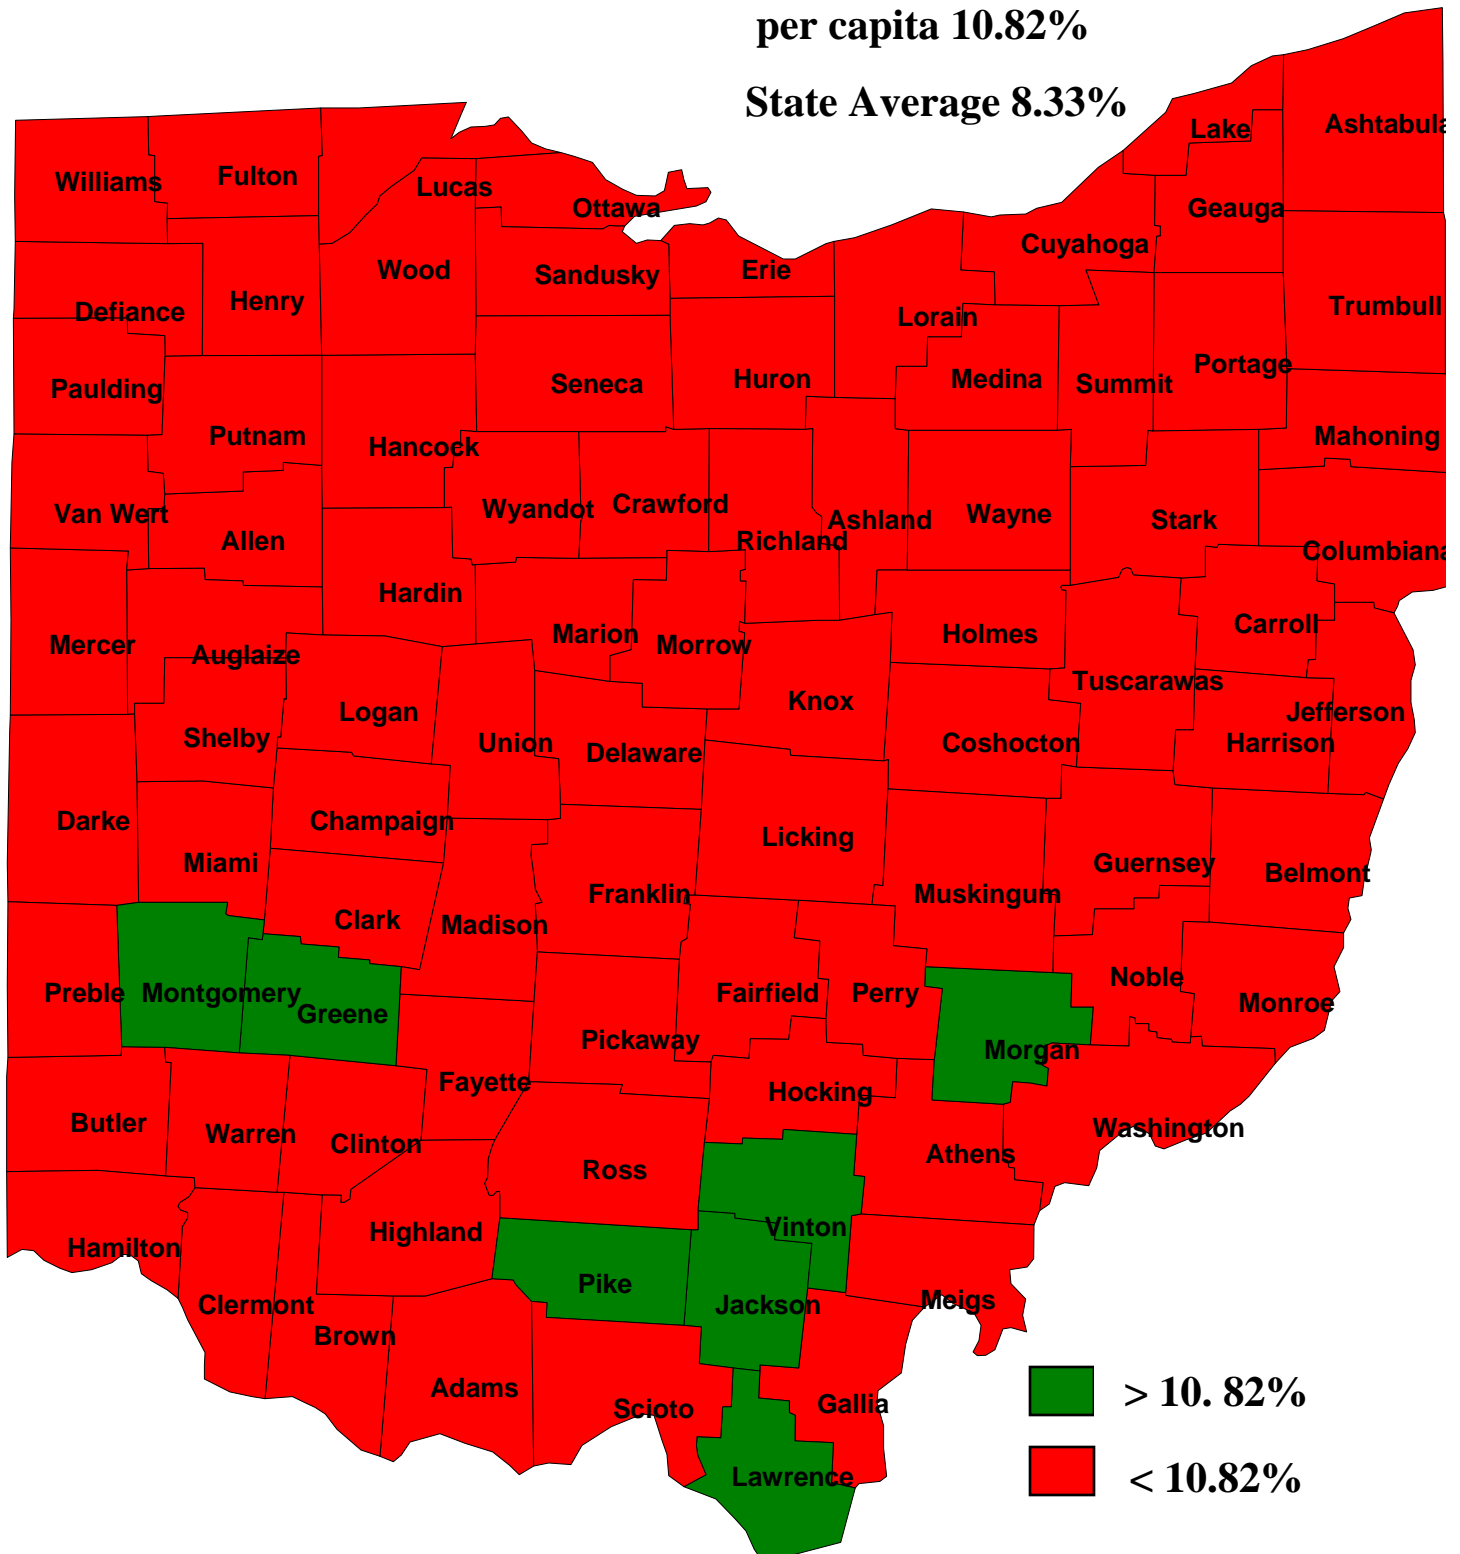 per capita 10.82%
State Average 8.33%
Lake
Ashtabula
Williams
Fulton
Lucas
Ottawa
Geauga
Cuyahoga
Wood
Sandusky
Erie
Defiance
Henry
Lorain
Trumbull
Paulding
Seneca
Huron
Medina
Summit
Portage
Putnam
Hancock
Mahoning
Van Wert
Allen
Wyandot
Crawford
Richland
Ashland
Wayne
Stark
Columbiana
Hardin
Mercer
Auglaize
Marion
Morrow
Holmes
Carroll
Tuscarawas
Logan
Knox
Jefferson
Shelby
Union
Delaware
Coshocton
Harrison
Darke
Champaign
Licking
Miami
Guernsey
Belmont
Franklin
Muskingum
Clark
Madison
Preble
Montgomery
Greene
Fairfield
Perry
Noble
Monroe
Pickaway
Morgan
Fayette
Hocking
Butler
Warren
Clinton
Washington
Ross
Athens
Highland
Vinton
Hamilton
Pike
Clermont
Jackson
Meigs
Brown
Adams
Scioto
Gallia
Lawrence
> 10. 82%
< 10.82%